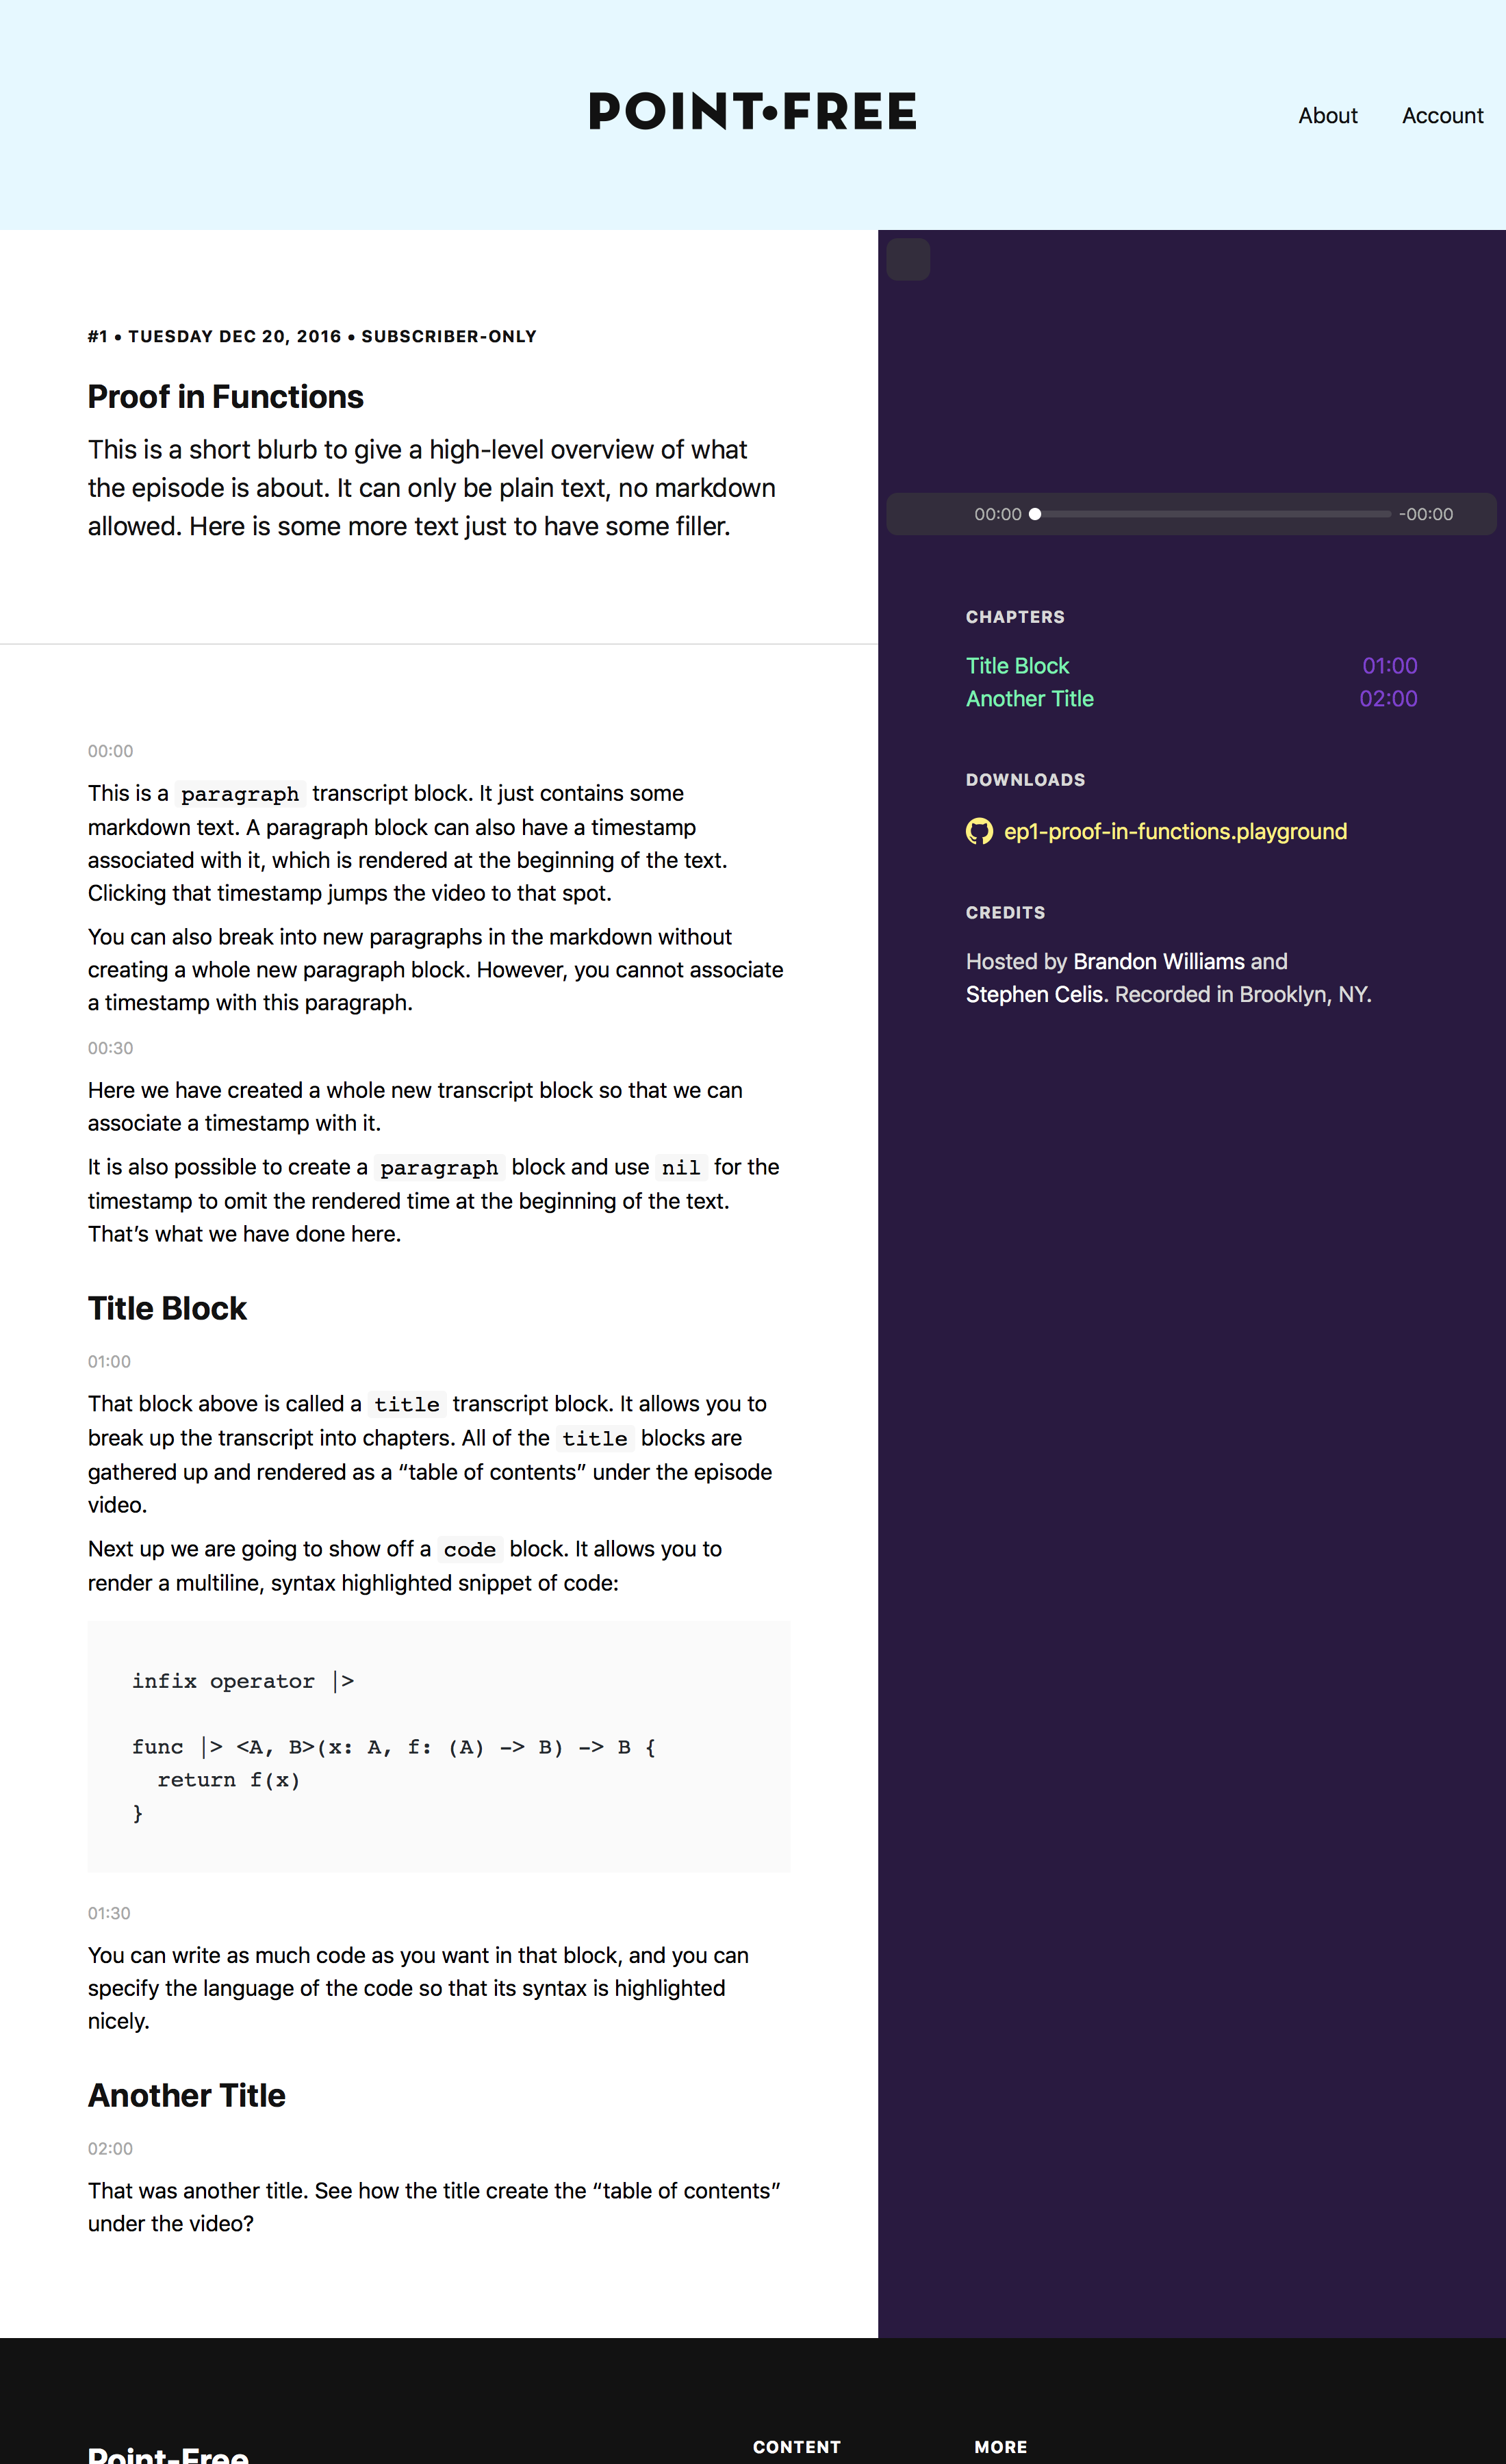 POINT•FREE
About
Account
#1 • TUESDAY DEC 20, 2016 • SUBSCRIBER-ONLY
Proof in Functions
This is a short blurb to give a high-level overview of what
the episode is about. It can only be plain text, no markdown
allowed. Here is some more text just to have some filler.
00:00
This is a paragraph transcript block. It just contains some
markdown text. A paragraph block can also have a timestamp
associated with it, which is rendered at the beginning of the text.
Clicking that timestamp jumps the video to that spot.
You can also break into new paragraphs in the markdown without
creating a whole new paragraph block. However, you cannot associate
a timestamp with this paragraph.
00:30
Here we have created a whole new transcript block so that we can
associate a timestamp with it.
It is also possible to create a paragraph block and use nil for the
timestamp to omit the rendered time at the beginning of the text.
That’s what we have done here.
Title Block
01:00
That block above is called a title transcript block. It allows you to
break up the transcript into chapters. All of the title blocks are
gathered up and rendered as a “table of contents” under the episode
video.
Next up we are going to show off a code block. It allows you to
render a multiline, syntax highlighted snippet of code:
infix operator |>
func |> <A, B>(x: A, f: (A) -> B) -> B {
  return f(x)
}
01:30
You can write as much code as you want in that block, and you can
specify the language of the code so that its syntax is highlighted
nicely.
Another Title
02:00
That was another title. See how the title create the “table of contents”
under the video?
00:00
-00:00
CHAPTERS
Title Block 01:00
Another Title 02:00
DOWNLOADS
ep1-proof-in-functions.playground
CREDITS
Hosted by Brandon Williams and
Stephen Celis. Recorded in Brooklyn, NY.
Point-Free
CONTENT
MORE